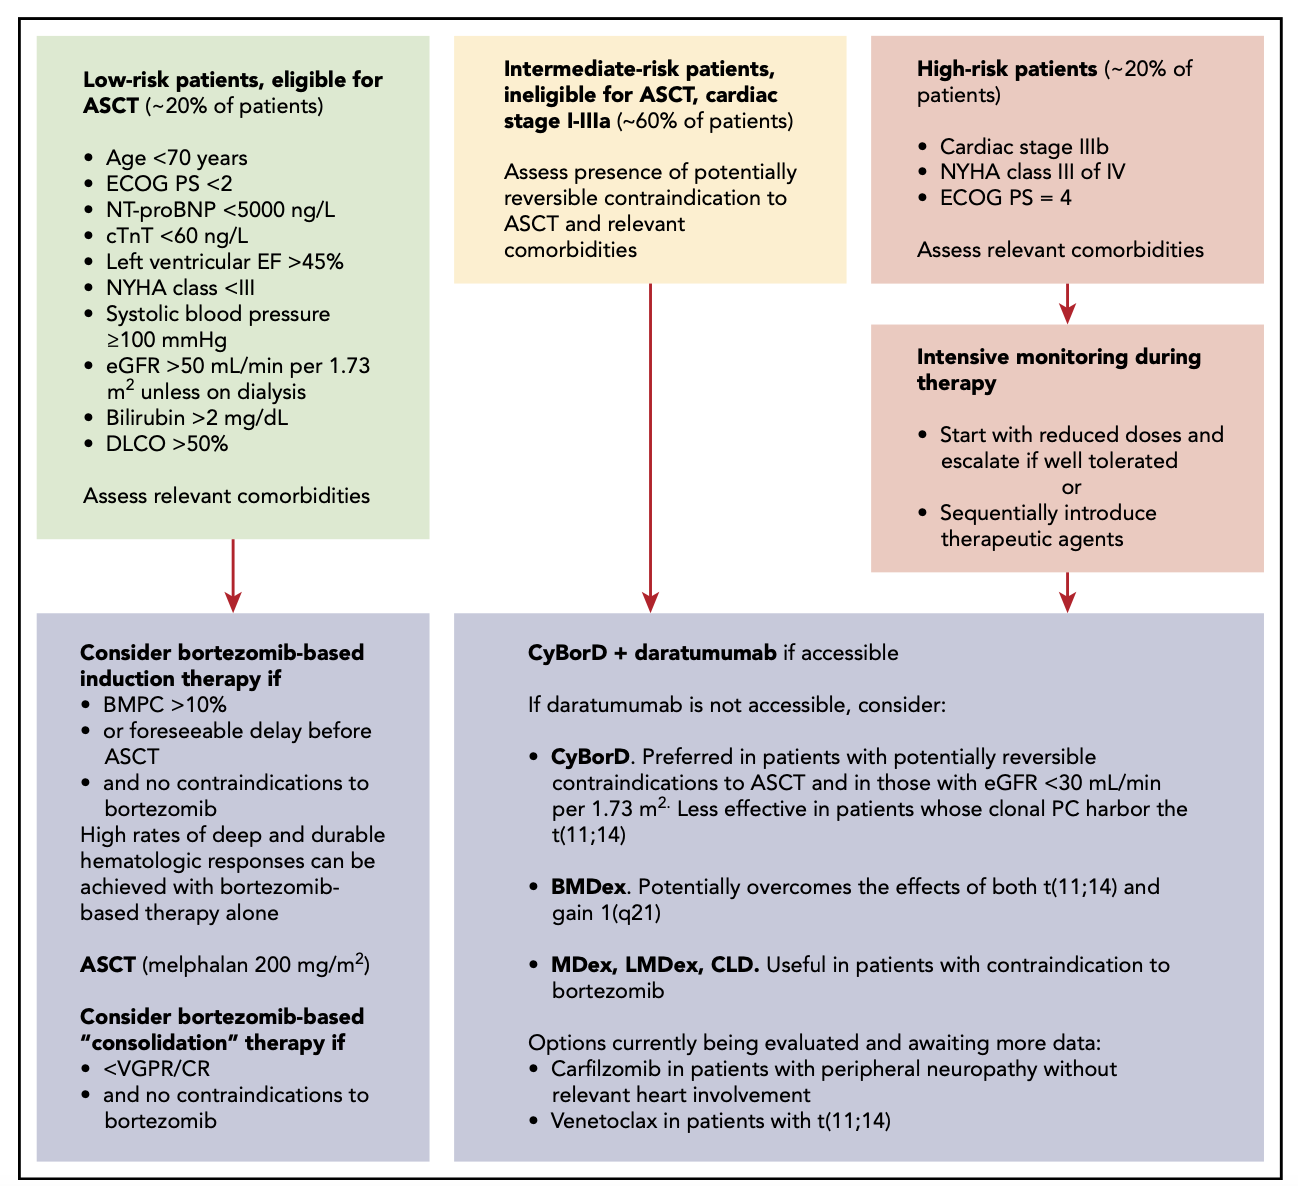 Low-risk patients, eligible for
ASCT (~20% of patients)
• Age <70 years
• ECOG PS <2
• NT-proBNP <5000 ng/L
• cTnT <60 ng/L
• Left ventricular EF >45%
• NYHA class <III
• Systolic blood pressure
≥100 mmHg
• eGFR >50 mL/min per 1.73
m² unless on dialysis
• Bilirubin >2 mg/dL
• DLCO >50%
Assess relevant comorbidities
Intermediate-risk patients,
ineligible for ASCT, cardiac
stage I-IIIa (~60% of patients)
Assess presence of potentially
reversible contraindication to
ASCT and relevant
comorbidities
High-risk patients (~20% of
patients)
• Cardiac stage IIIb
• NYHA class III of IV
• ECOG PS = 4
Assess relevant comorbidities
Intensive monitoring during
therapy
• Start with reduced doses and
escalate if well tolerated
or
• Sequentially introduce
therapeutic agents
Consider bortezomib-based
induction therapy if
• BMPC >10%
• or foreseeable delay before
ASCT
• and no contraindications to
bortezomib
High rates of deep and durable
hematologic responses can be
achieved with bortezomib-
based therapy alone
ASCT (melphalan 200 mg/m²)
Consider bortezomib-based
“consolidation” therapy if
• <VGPR/CR
• and no contraindications to
bortezomib
CyBorD + daratumumab if accessible
If daratumumab is not accessible, consider:
• CyBorD. Preferred in patients with potentially reversible
contraindications to ASCT and in those with eGFR <30 mL/min
per 1.73 m².  Less effective in patients whose clonal PC harbor the
t(11;14)
• BMDex. Potentially overcomes the effects of both t(11;14) and
gain 1(q21)
• MDex, LMDex, CLD. Useful in patients with contraindication to
bortezomib
Options currently being evaluated and awaiting more data:
• Carfilzomib in patients with peripheral neuropathy without
relevant heart involvement
• Venetoclax in patients with t(11;14)